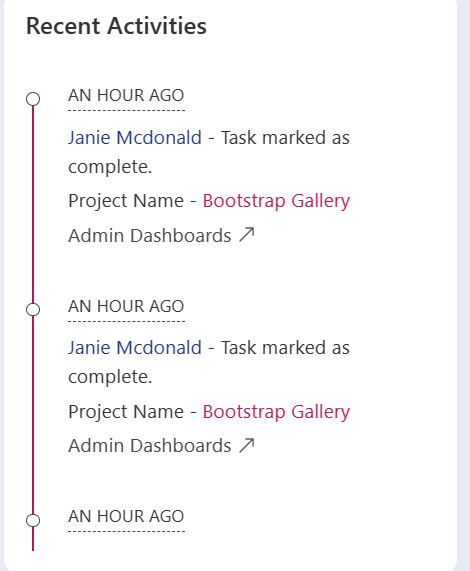 Recent Activities
AN HOUR AGO
Janie Mcdonald - Task marked as
complete.
Project Name - Bootstrap Gallery
Admin Dashboards
AN HOUR AGO
Janie Mcdonald - Task marked as
complete.
Project Name - Bootstrap Gallery
Admin Dashboards
AN HOUR AGO